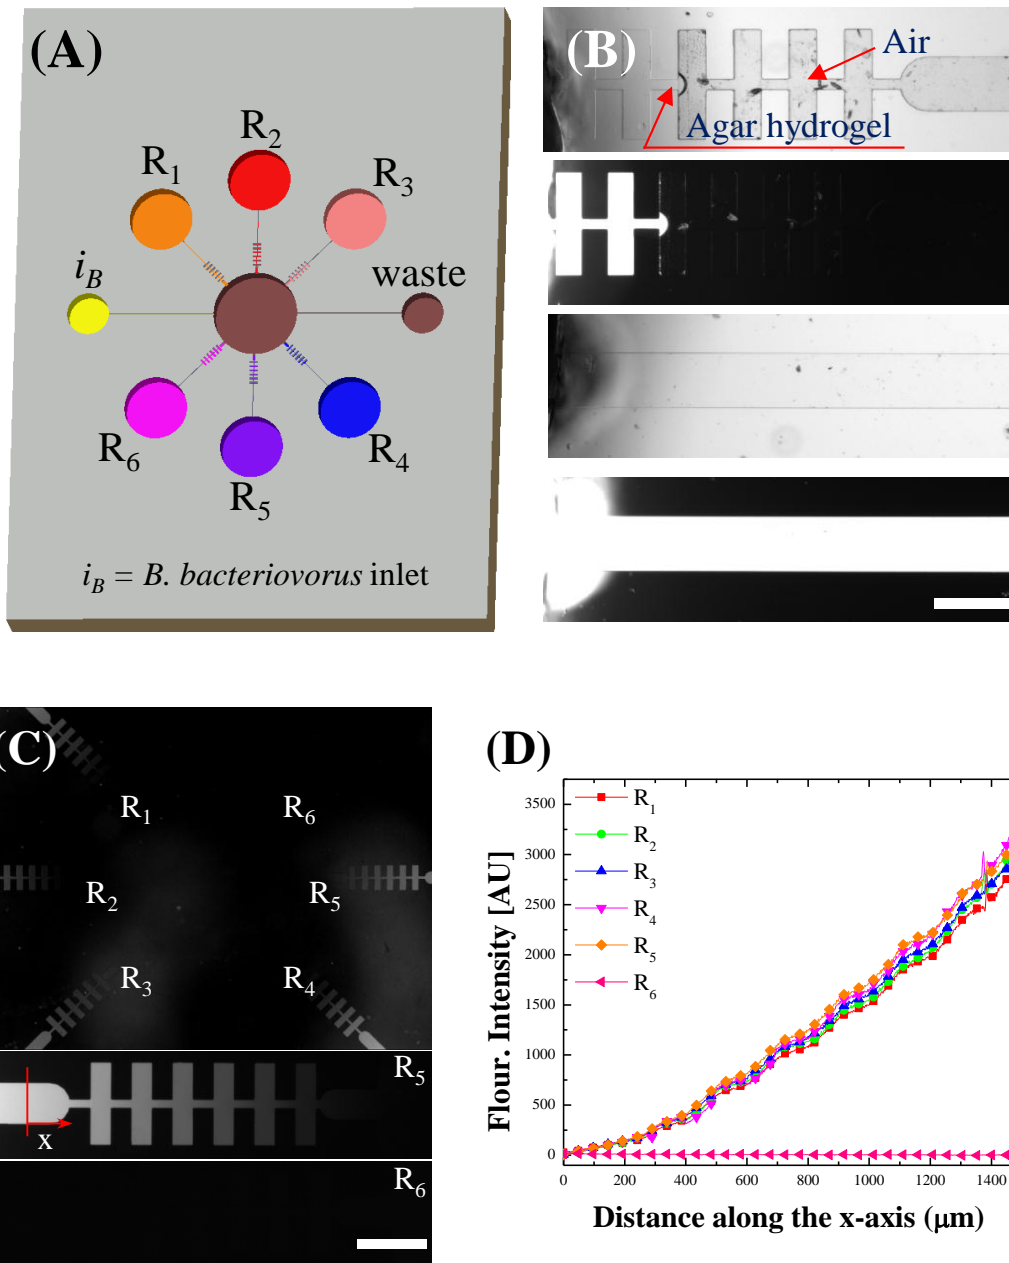 (A)
R1
R2
R3
iB
waste
R6
R5
R4
iB = B. bacteriovorus inlet
(B)
Air
Agar hydrogel
(C)
R1
R6
R2
R5
R3
R4
R5
x
R6
(D)
R1
R2
R3
R4
R5
R6
3500
3000
2500
2000
1500
1000
500
0
Flour. Intensity [AU]
0 200 400 600 800 1000 1200 1400
Distance along the x-axis (μm)